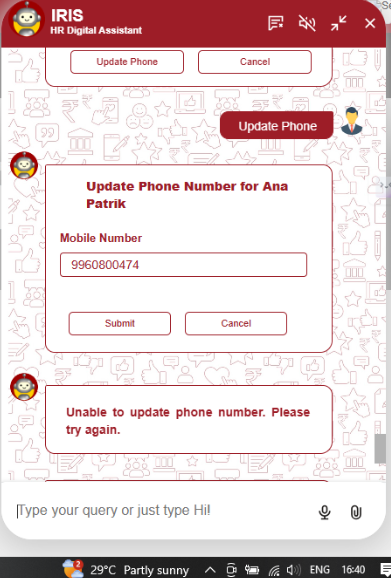 IRIS
HR Digital Assistant
Update Phone
Cancel
Update Phone
Update Phone Number for Ana
Patrik
Mobile Number
9960800474
Submit
Cancel
Unable to update phone number. Please
try again.
Type your query or just type Hi!
2
29°C Partly sunny
ENG
16:40